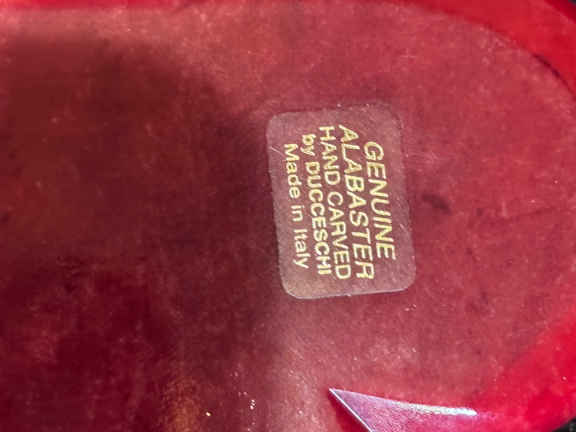 GENUINE
ALABASTER
HAND CARVED
by DUCCESCHI
Made in Italy